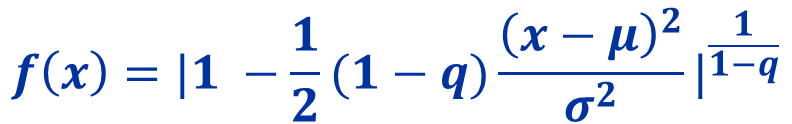 f(x) = |1 − 1/2 (1 − q) (x − μ)²/σ²|^(1/(1−q))